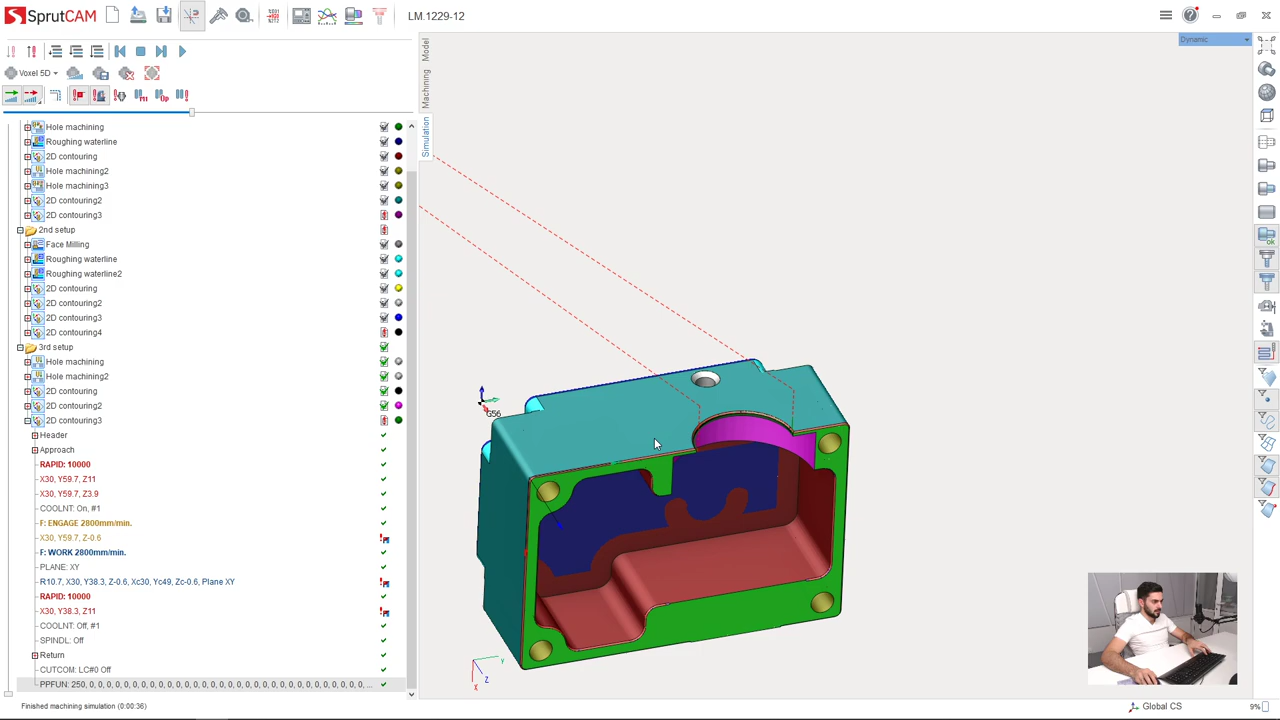 SprutCAM
LM.1229-12
Dynamic
Voxel 5D
Model
Machining
Simulation
Hole machining
Roughing waterline
2D contouring
Hole machining2
Hole machining3
2D contouring2
2D contouring3
2nd setup
Face Milling
Roughing waterline
Roughing waterline2
2D contouring
2D contouring2
2D contouring3
2D contouring4
3rd setup
Hole machining
Hole machining2
2D contouring
2D contouring2
2D contouring3
Header
Approach
RAPID: 10000
X30, Y59.7, Z11
X30, Y59.7, Z3.9
COOLNT: On, #1
F: ENGAGE 2800mm/min.
X30, Y59.7, Z-0.6
F: WORK 2800mm/min.
PLANE: XY
R10.7, X30, Y38.3, Z-0.6, Xc30, Yc49, Zc-0.6, Plane XY
RAPID: 10000
X30, Y38.3, Z11
COOLNT: Off, #1
SPINDL: Off
Return
CUTCOM: LC#0 Off
PPFUN: 250, 0, 0, 0, 0, 0, 0, 0, 0, 0, 0, 0, 0, 0, 0, 0, 0, 0, 0, 0, 0, 0, 0, 0, 0, 0, ...
G56
Y
Z
X
Finished machining simulation (0:00:36)
Global CS
9%